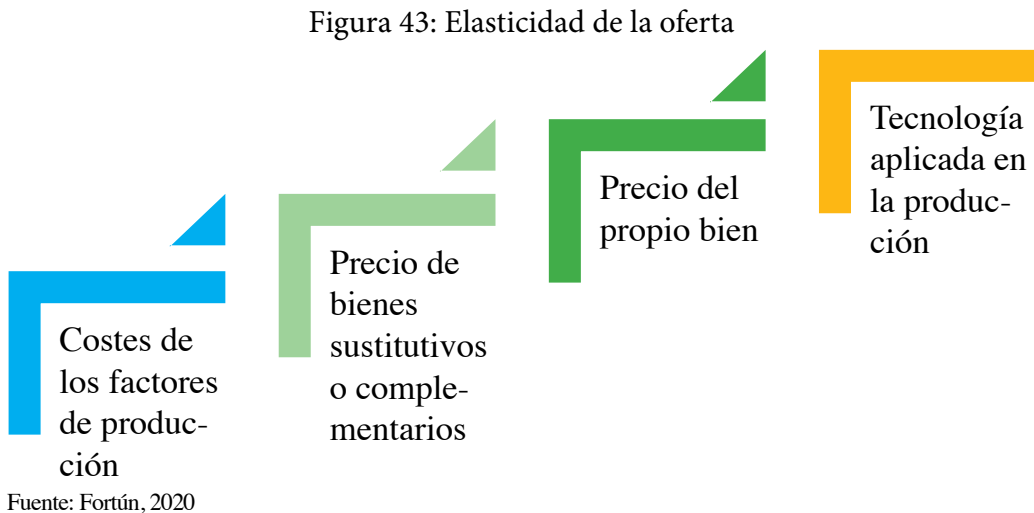 Figura 43: Elasticidad de la oferta
Costes de
los factores
de produc-
ción
Precio de
bienes
sustitutivos
o comple-
mentarios
Precio del
propio bien
Tecnología
aplicada en
la produc-
ción
Fuente: Fortún, 2020